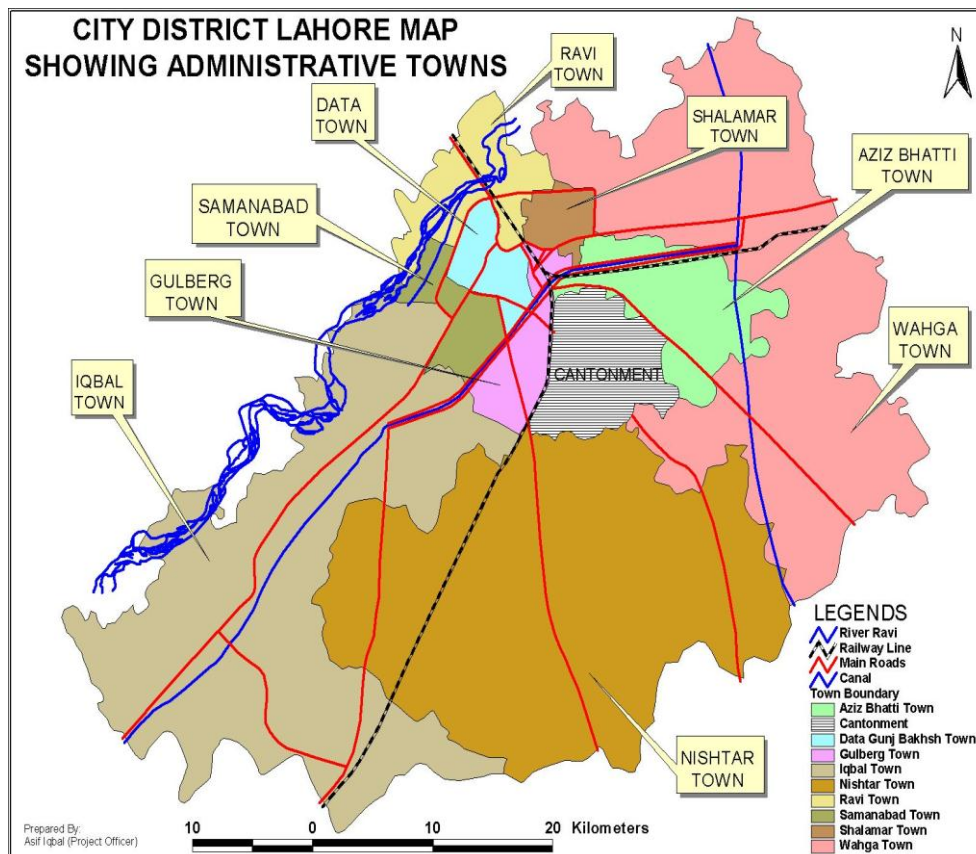 CITY DISTRICT LAHORE MAP
SHOWING ADMINISTRATIVE TOWNS
N
RAVI
TOWN
DATA
TOWN
SHALAMAR
TOWN
AZIZ BHATTI
TOWN
SAMANABAD
TOWN
GULBERG
TOWN
WAHGA
TOWN
IQBAL
TOWN
CANTONMENT
NISHTAR
TOWN
LEGENDS
River Ravi
Railway Line
Main Roads
Canal
Town Boundary
Aziz Bhatti Town
Cantonment
Data Gunj Bakhsh Town
Gulberg Town
Iqbal Town
Nishtar Town
Ravi Town
Samanabad Town
Shalamar Town
Wahga Town
Prepared By:
Asif Iqbal (Project Officer)
10 0 10 20 Kilometers